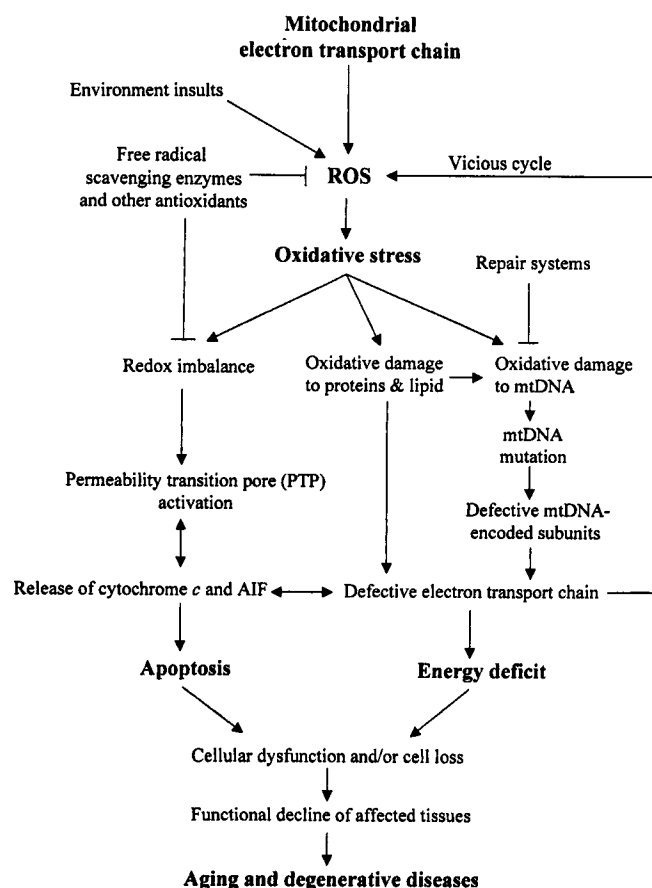 Mitochondrial
electron transport chain
Environment insults
Free radical
scavenging enzymes
and other antioxidants
ROS
Vicious cycle
Oxidative stress
Repair systems
Redox imbalance
Oxidative damage
to proteins & lipid
Oxidative damage
to mtDNA
mtDNA
mutation
Permeability transition pore (PTP)
activation
Defective mtDNA-
encoded subunits
Release of cytochrome c and AIF
Defective electron transport chain
Apoptosis
Energy deficit
Cellular dysfunction and/or cell loss
Functional decline of affected tissues
Aging and degenerative diseases